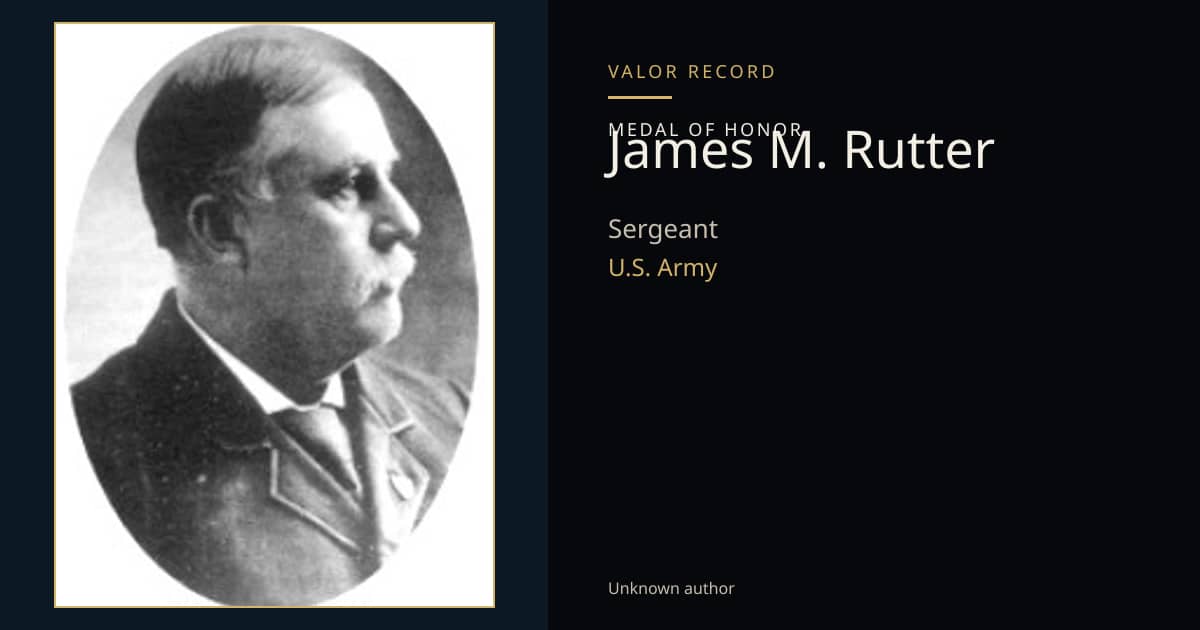 VALOR RECORD
MEDAL OF HONOR
James M. Rutter
Sergeant
U.S. Army
Unknown author